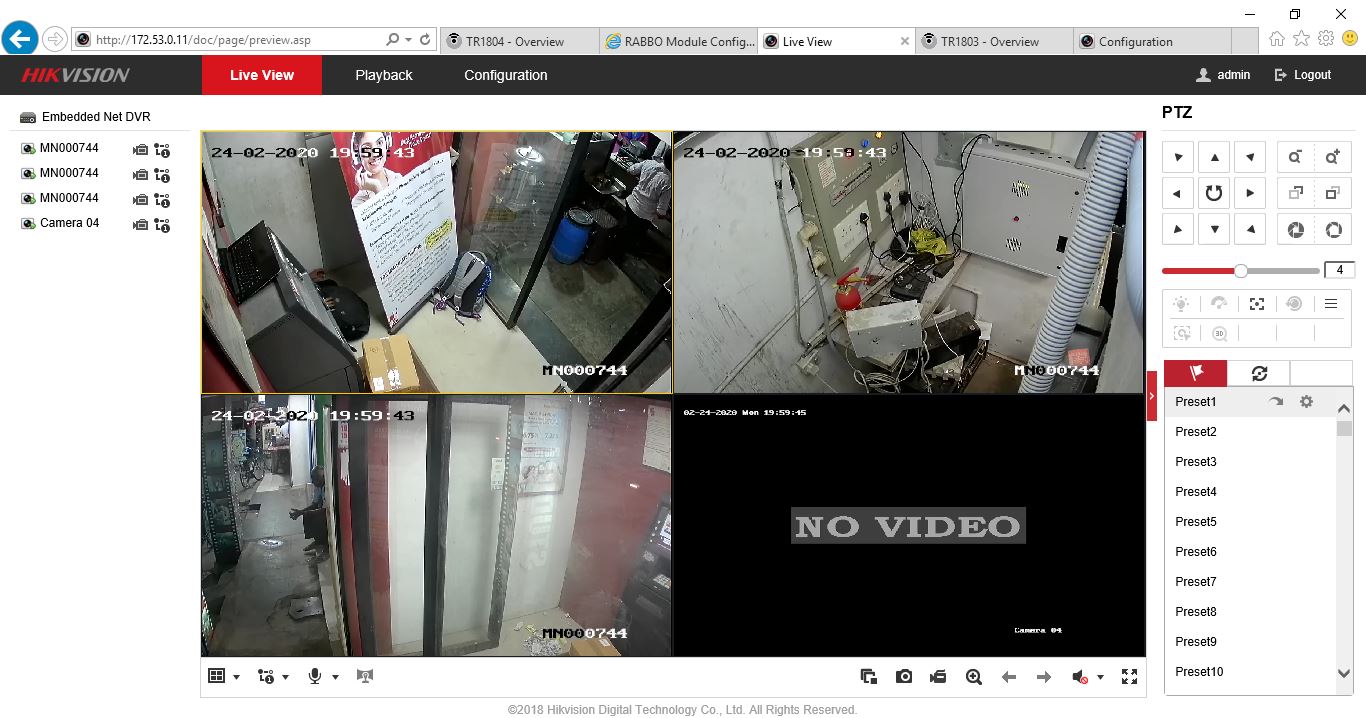 http://172.53.0.11/doc/page/preview.asp
TR1804 - Overview
RABBO Module Config...
Live View
TR1803 - Overview
Configuration
HIKVISION
Live View
Playback
Configuration
admin
Logout
Embedded Net DVR
MN000744
MN000744
MN000744
Camera 04
24-02-2020 19:59:43
MN000744
24-02-2020 19:58:43
MN000744
24-02-2020 19:59:43
MN000744
02-24-2020 Mon 19:59:45
NO VIDEO
Camera 04
PTZ
4
3D
Preset1
Preset2
Preset3
Preset4
Preset5
Preset6
Preset7
Preset8
Preset9
Preset10
©2018 Hikvision Digital Technology Co., Ltd. All Rights Reserved.